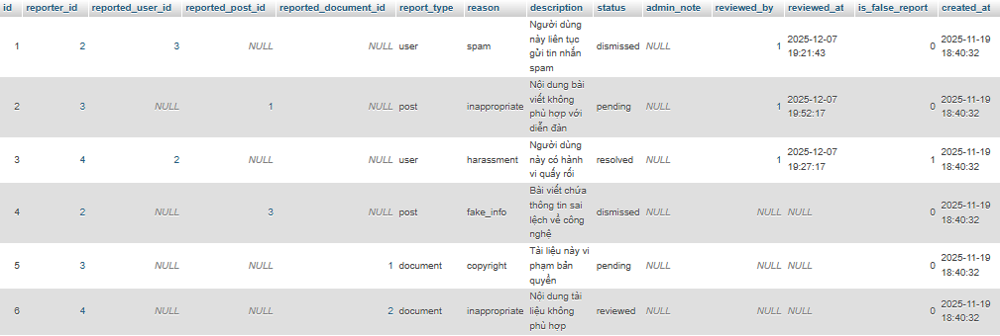 id reporter_id reported_user_id reported_post_id reported_document_id report_type reason description status admin_note reviewed_by reviewed_at is_false_report created_at
1 2 3 NULL NULL user spam Người dùng này liên tục gửi tin nhắn spam dismissed NULL 1 2025-12-07 19:21:43 0 2025-11-19 18:40:32
2 3 NULL 1 NULL post inappropriate Nội dung bài viết không phù hợp với diễn đàn pending NULL 1 2025-12-07 19:52:17 0 2025-11-19 18:40:32
3 4 2 NULL NULL user harassment Người dùng này có hành vi quấy rối resolved NULL 1 2025-12-07 19:27:17 1 2025-11-19 18:40:32
4 2 NULL 3 NULL post fake_info Bài viết chứa thông tin sai lệch về công nghệ dismissed NULL NULL NULL 0 2025-11-19 18:40:32
5 3 NULL NULL 1 document copyright Tài liệu này vi phạm bản quyền pending NULL NULL NULL 0 2025-11-19 18:40:32
6 4 NULL NULL 2 document inappropriate Nội dung tài liệu không phù hợp reviewed NULL NULL NULL 0 2025-11-19 18:40:32